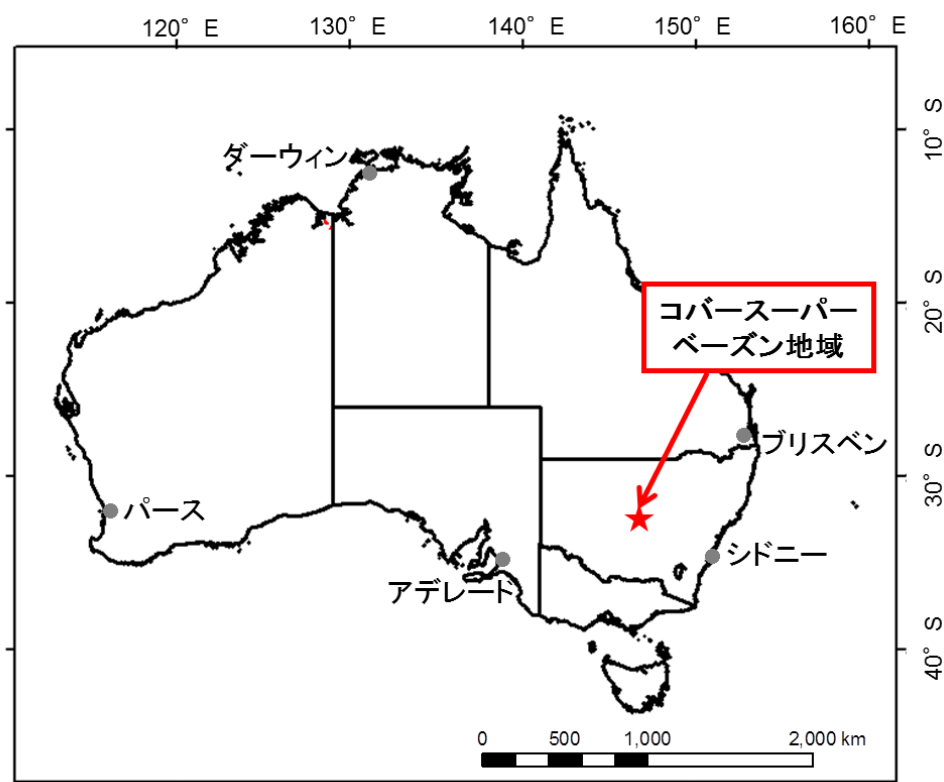 120° E 130° E 140° E 150° E 160° E
10° S
ダーウィン
20° S
コバースーパー
ベーズン地域
ブリスベン
30° S
パース
シドニー
アデレード
40° S
0 500 1,000 2,000 km